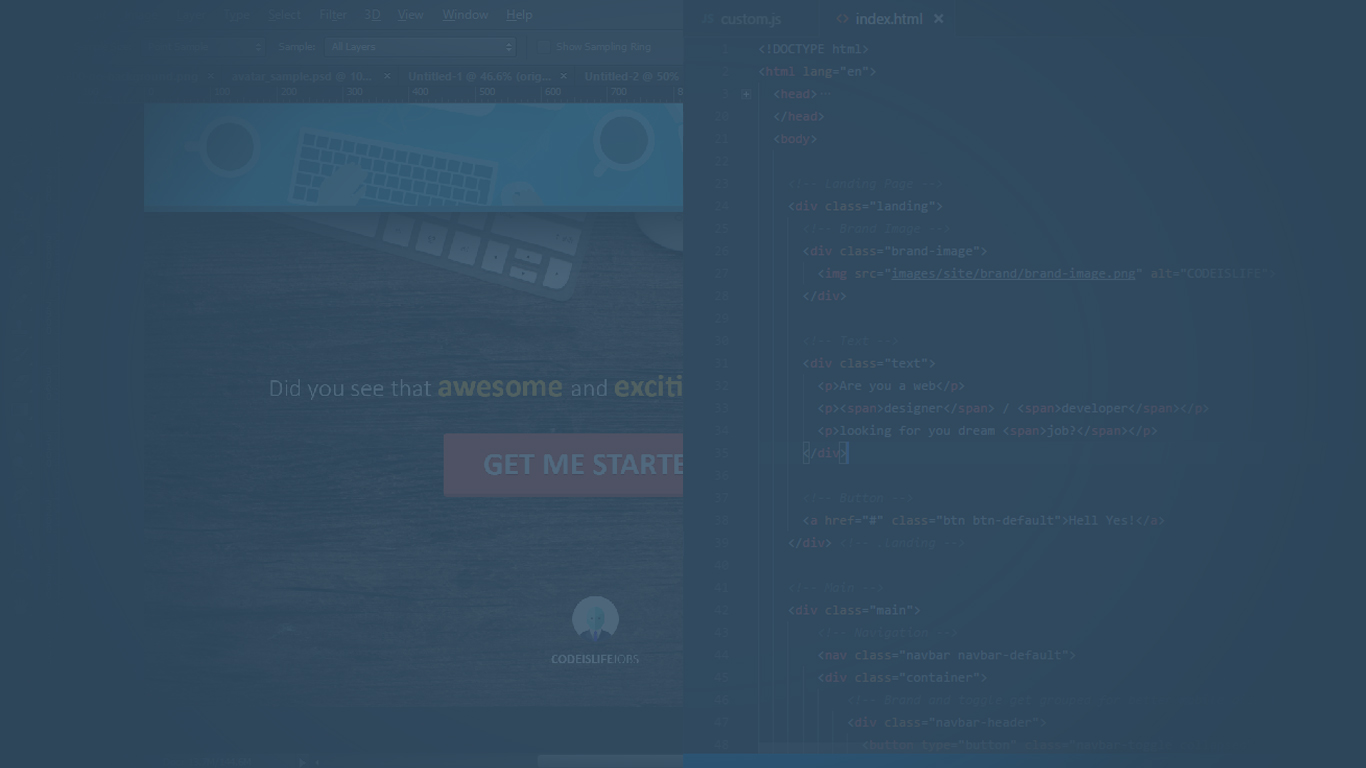 Type Select Filter 3D View Window Help
Sample: All Layers Show Sampling Ring
avatar_sample.psd @ 10... × Untitled-1 @ 46.6% (orig... × Untitled-2 @ 50%
200 300 400 500 600 700
Did you see that awesome and exciti
GET ME STARTE
CODEISLIFEJOBS
custom.js
<> index.html ×
1 <!DOCTYPE html>
2 <html lang="en">
3 <head>
20 </head>
21 <body>
22
23 <!-- Landing Page -->
24 <div class="landing">
25 <!-- Brand Image -->
26 <div class="brand-image">
27 <img src="images/site/brand/brand-image.png" alt="CODEISLIFE">
28 </div>
29
30 <!-- Text -->
31 <div class="text">
32 <p>Are you a web</p>
33 <p><span>designer</span> / <span>developer</span></p>
34 <p>looking for you dream <span>job?</span></p>
35 </div>
36
37 <!-- Button -->
38 <a href="#" class="btn btn-default">Hell Yes!</a>
39 </div> <!-- .Landing -->
40
41 <!-- Main -->
42 <div class="main">
43 <!-- Navigation -->
44 <nav class="navbar navbar-default">
45 <div class="container">
46 <!-- Brand and toggle get grouped
47 <div class="navbar-header">
48 <button type="button"